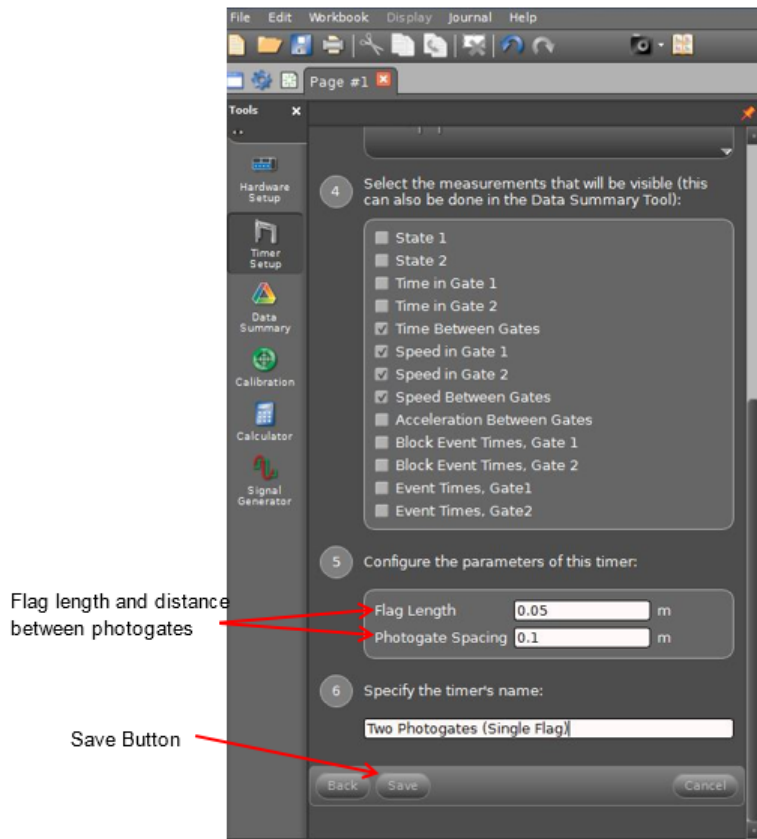 File Edit Workbook Display Journal Help
Page #1
Tools
Hardware
Setup
Timer
Setup
Data
Summary
Calibration
Calculator
Signal
Generator
4 Select the measurements that will be visible (this
can also be done in the Data Summary Tool):
State 1
State 2
Time in Gate 1
Time in Gate 2
Time Between Gates
Speed in Gate 1
Speed in Gate 2
Speed Between Gates
Acceleration Between Gates
Block Event Times, Gate 1
Block Event Times, Gate 2
Event Times, Gate1
Event Times, Gate2
5 Configure the parameters of this timer:
Flag length and distance
between photogates
Flag Length 0.05 m
Photogate Spacing 0.1 m
6 Specify the timer's name:
Two Photogates (Single Flag)
Save Button
Back Save Cancel